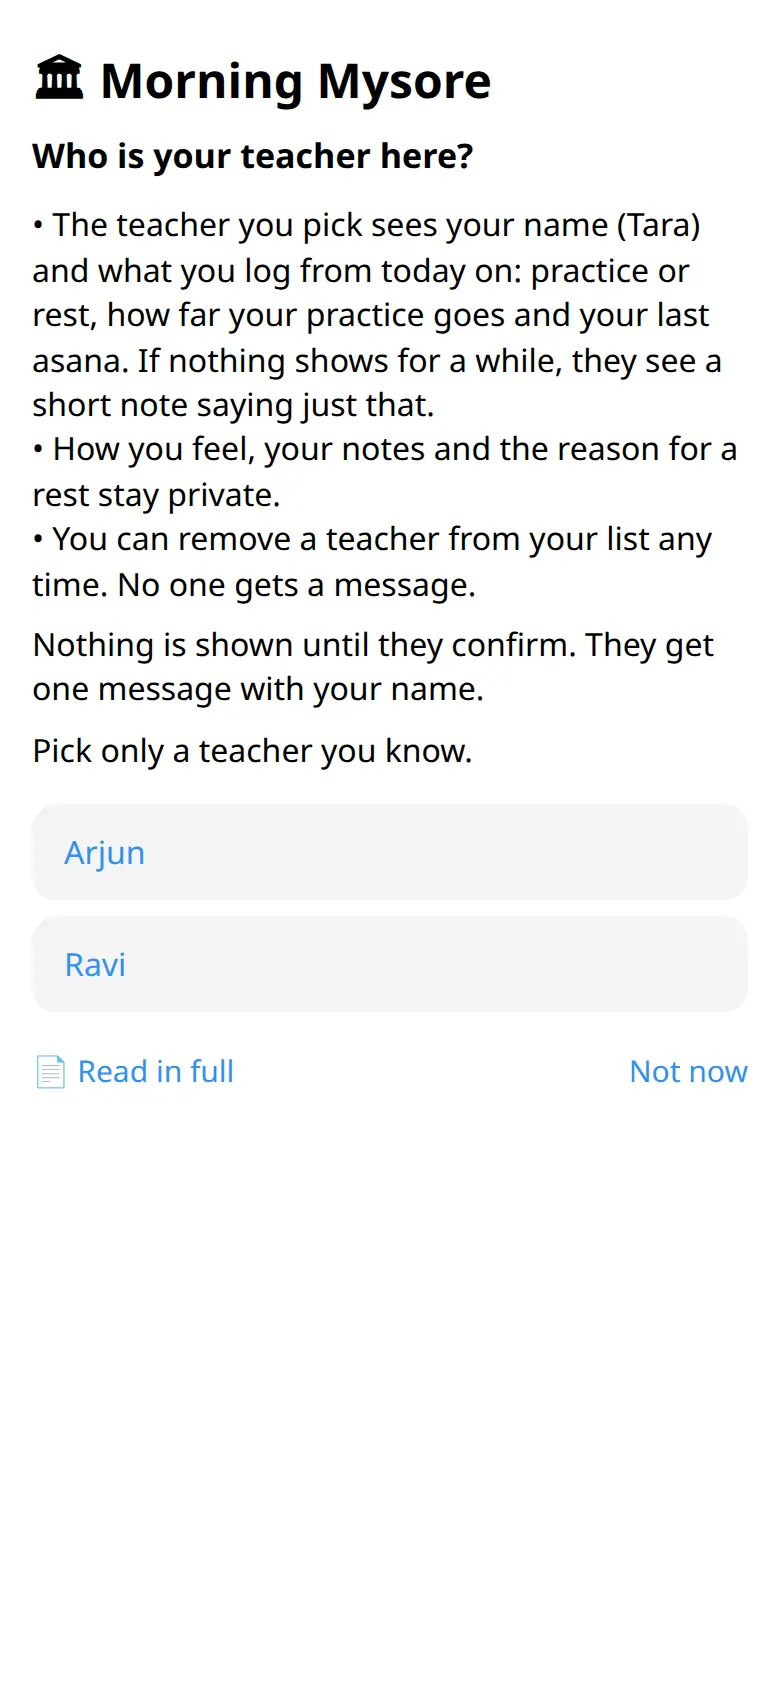 🏛 Morning Mysore
Who is your teacher here?
• The teacher you pick sees your name (Tara)
and what you log from today on: practice or
rest, how far your practice goes and your last
asana. If nothing shows for a while, they see a
short note saying just that.
• How you feel, your notes and the reason for a
rest stay private.
• You can remove a teacher from your list any
time. No one gets a message.
Nothing is shown until they confirm. They get
one message with your name.
Pick only a teacher you know.
Arjun
Ravi
📄 Read in full
Not now